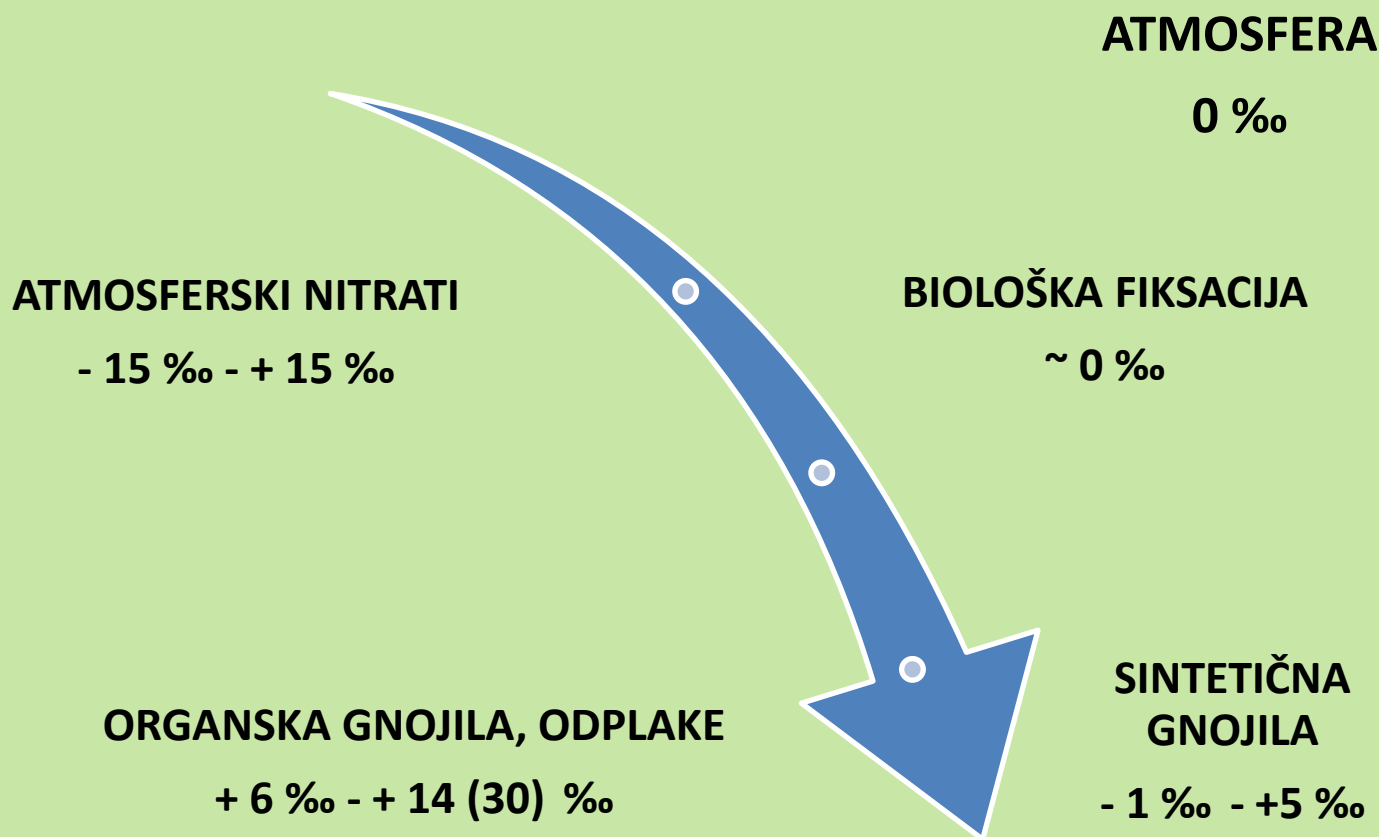 ATMOSFERA
0 ‰
ATMOSFERSKI NITRATI
- 15 ‰ - + 15 ‰
BIOLOŠKA FIKSACIJA
~ 0 ‰
ORGANSKA GNOJILA, ODPLAKE
+ 6 ‰ - + 14 (30) ‰
SINTETIČNA
GNOJILA
- 1 ‰ - +5 ‰